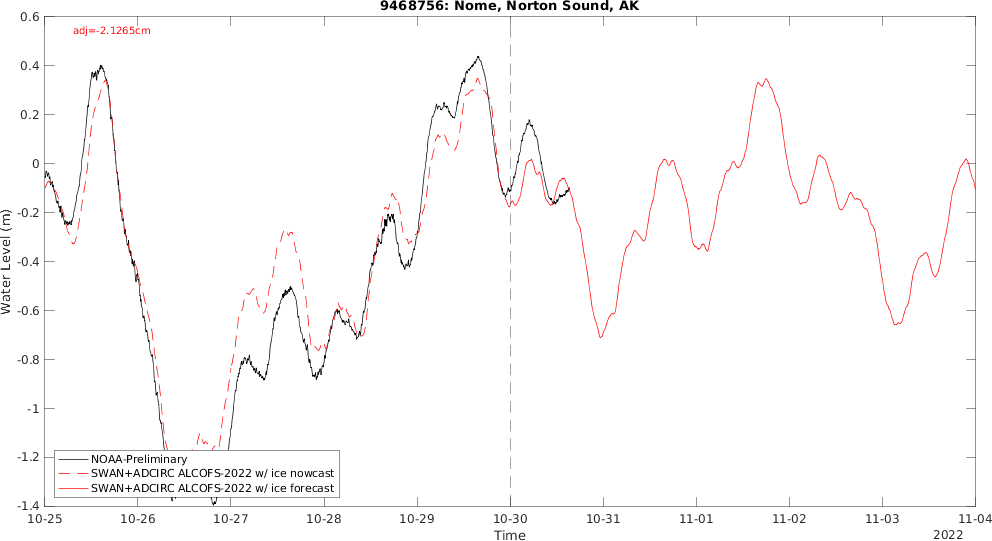 9468756: Nome, Norton Sound, AK
adj=-2.1265cm
Water Level (m)
0.6
0.4
0.2
0
-0.2
-0.4
-0.6
-0.8
-1
-1.2
-1.4
NOAA-Preliminary
SWAN+ADCIRC ALCOFS-2022 w/ ice nowcast
SWAN+ADCIRC ALCOFS-2022 w/ ice forecast
10-25 10-26 10-27 10-28 10-29 10-30 10-31 11-01 11-02 11-03 11-04
Time
2022